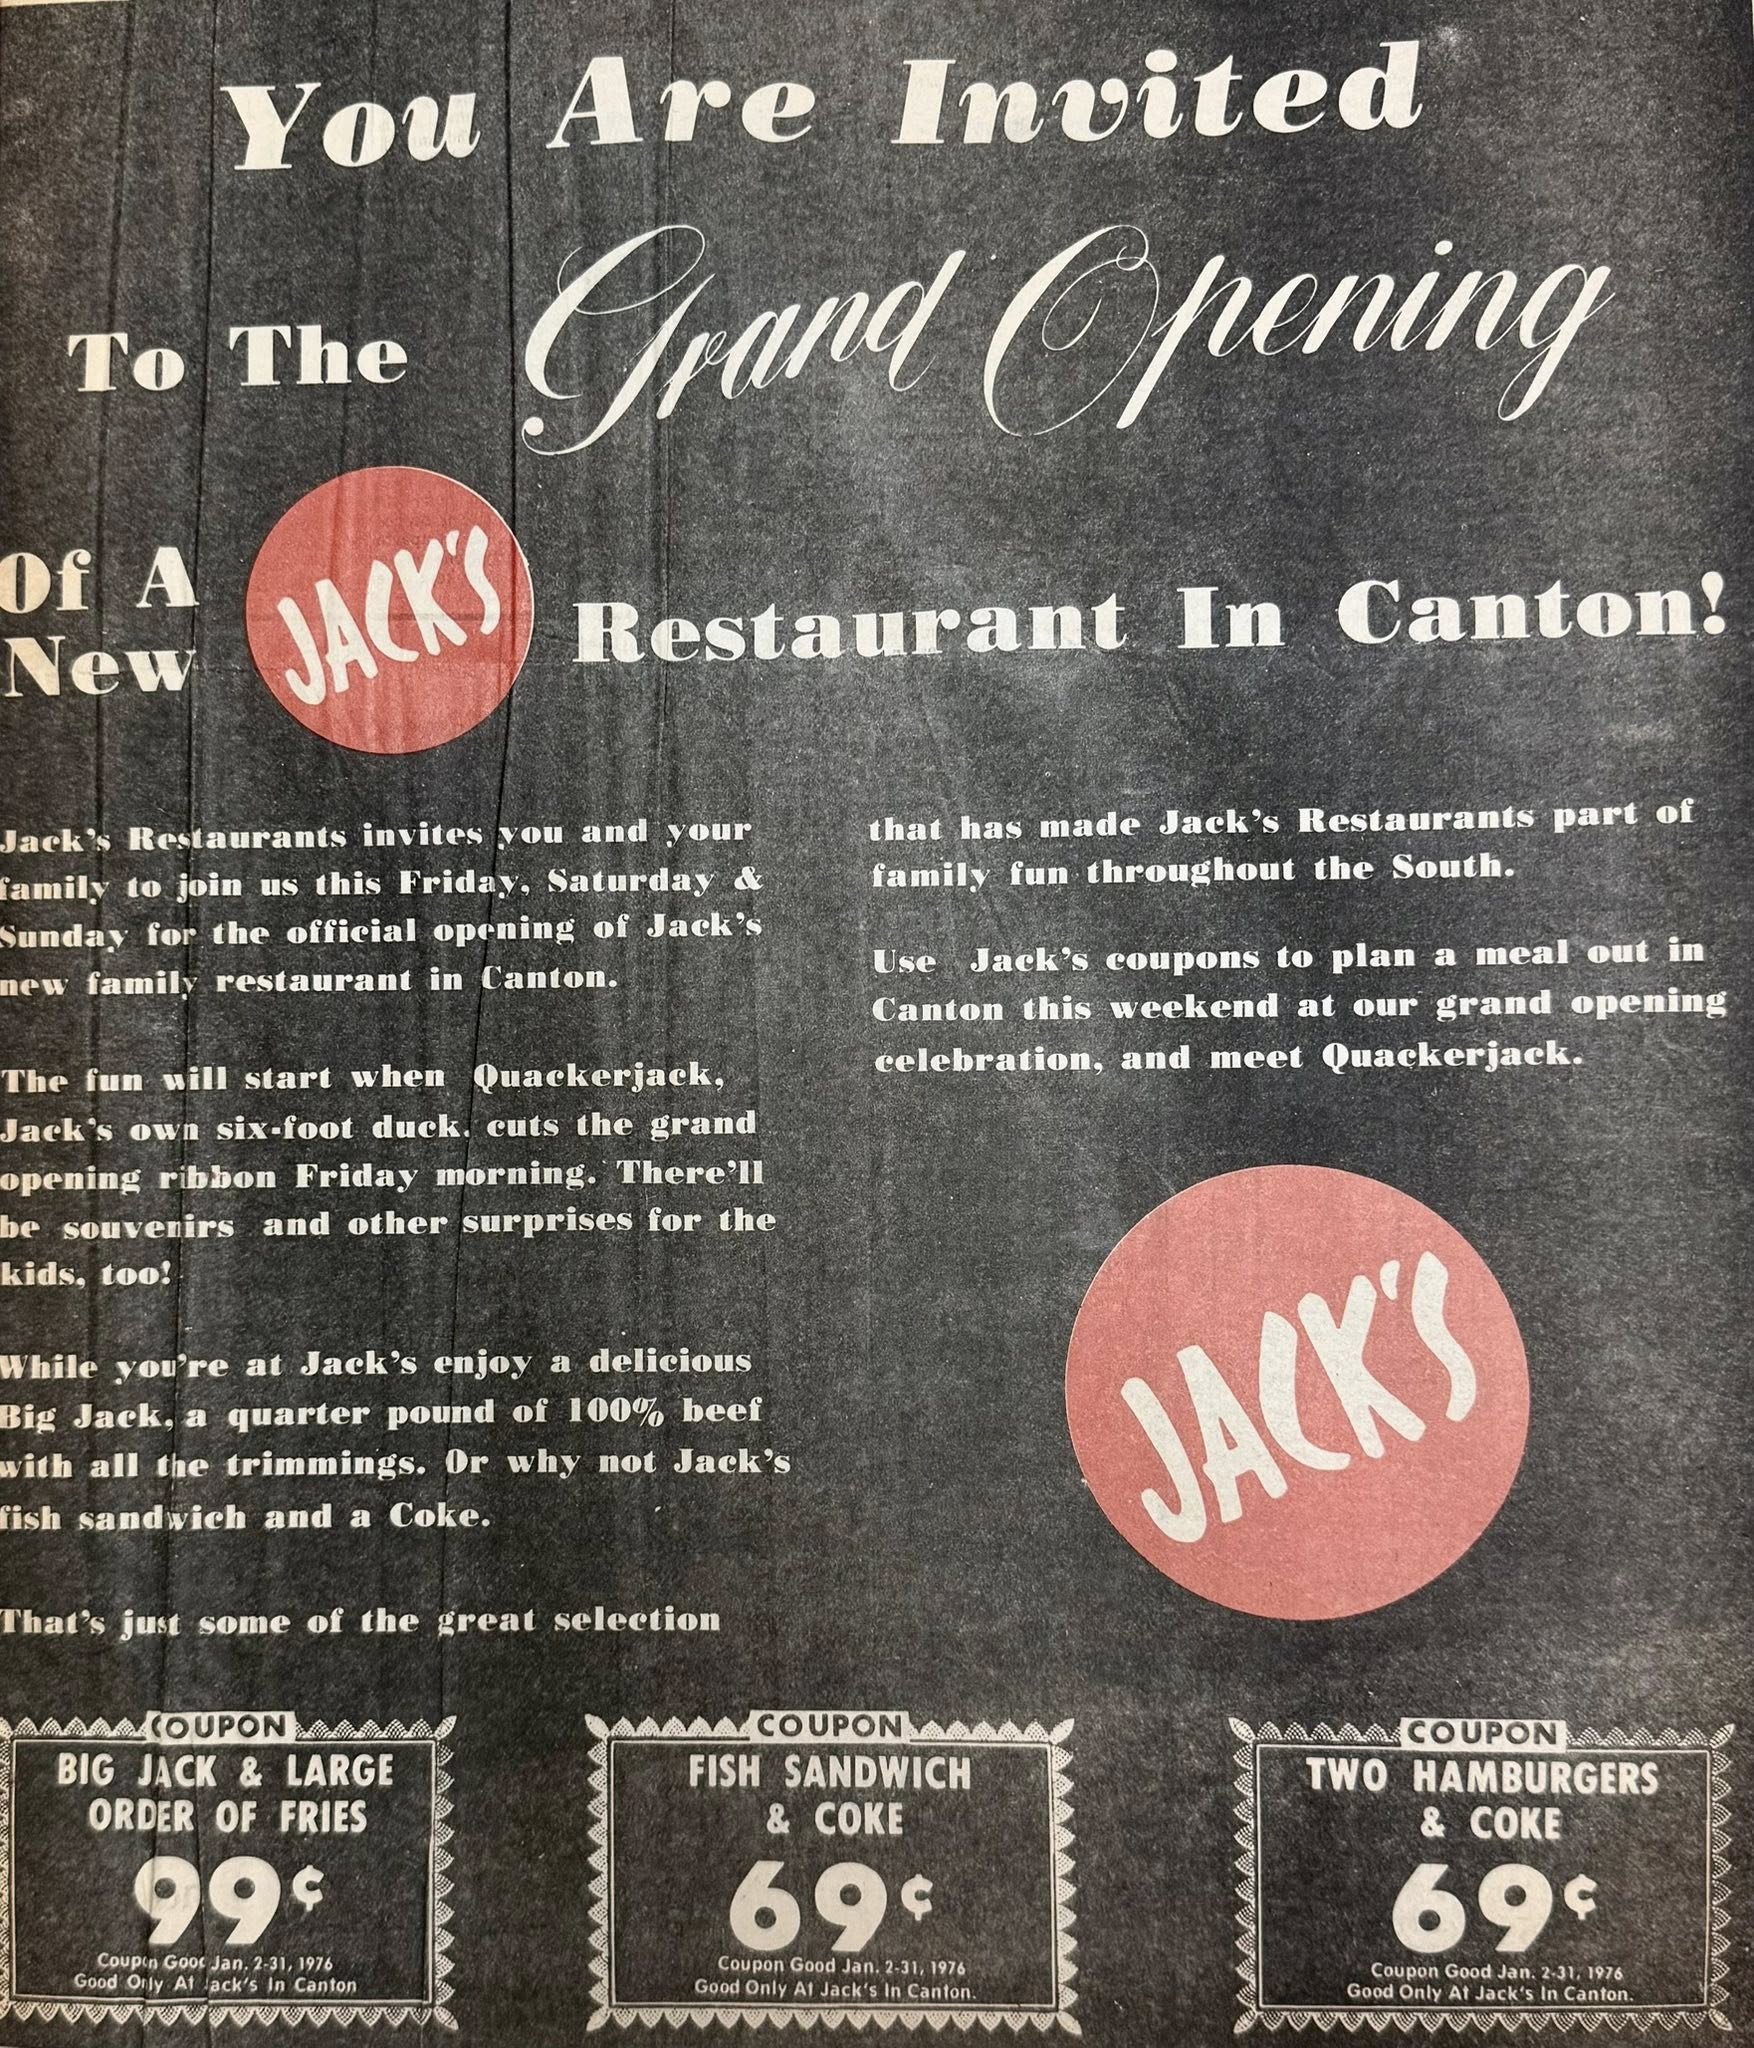 You Are Invited
To The Grand Opening
Of A
New
JACK'S
Restaurant In Canton!
Jack's Restaurants invites you and your
family to join us this Friday, Saturday &
Sunday for the official opening of Jack's
new family restaurant in Canton.
The fun will start when Quackerjack,
Jack's own six-foot duck, cuts the grand
opening ribbon Friday morning. There'll
be souvenirs and other surprises for the
kids, too!
While you're at Jack's enjoy a delicious
Big Jack, a quarter pound of 100% beef
with all the trimmings. Or why not Jack's
fish sandwich and a Coke.
That's just some of the great selection
that has made Jack's Restaurants part of
family fun throughout the South.
Use Jack's coupons to plan a meal out in
Canton this weekend at our grand opening
celebration, and meet Quackerjack.
JACK'S
COUPON
BIG JACK & LARGE
ORDER OF FRIES
99¢
Coupon Good Jan. 2-31, 1976
Good Only At Jack's In Canton
COUPON
FISH SANDWICH
& COKE
69¢
Coupon Good Jan. 2-31, 1976
Good Only At Jack's In Canton.
COUPON
TWO HAMBURGERS
& COKE
69¢
Coupon Good Jan. 2-31, 1976
Good Only At Jack's In Canton.